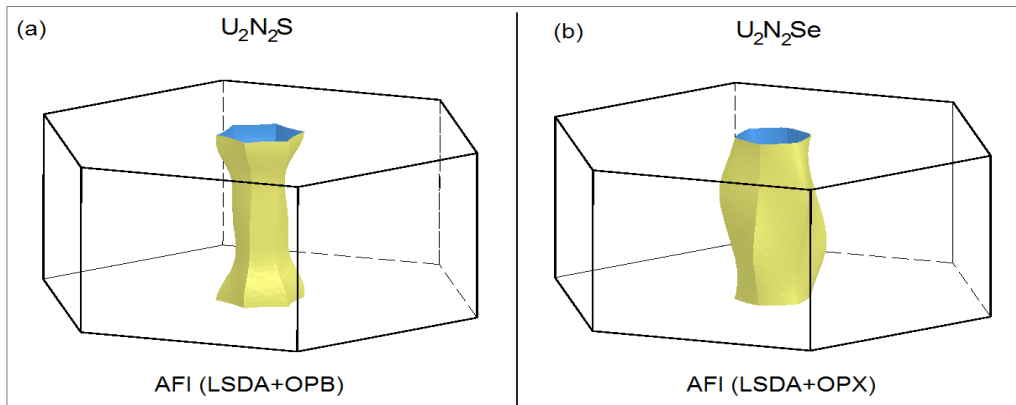 (a) U₂N₂S
AFI (LSDA+OPB)
(b) U₂N₂Se
AFI (LSDA+OPX)